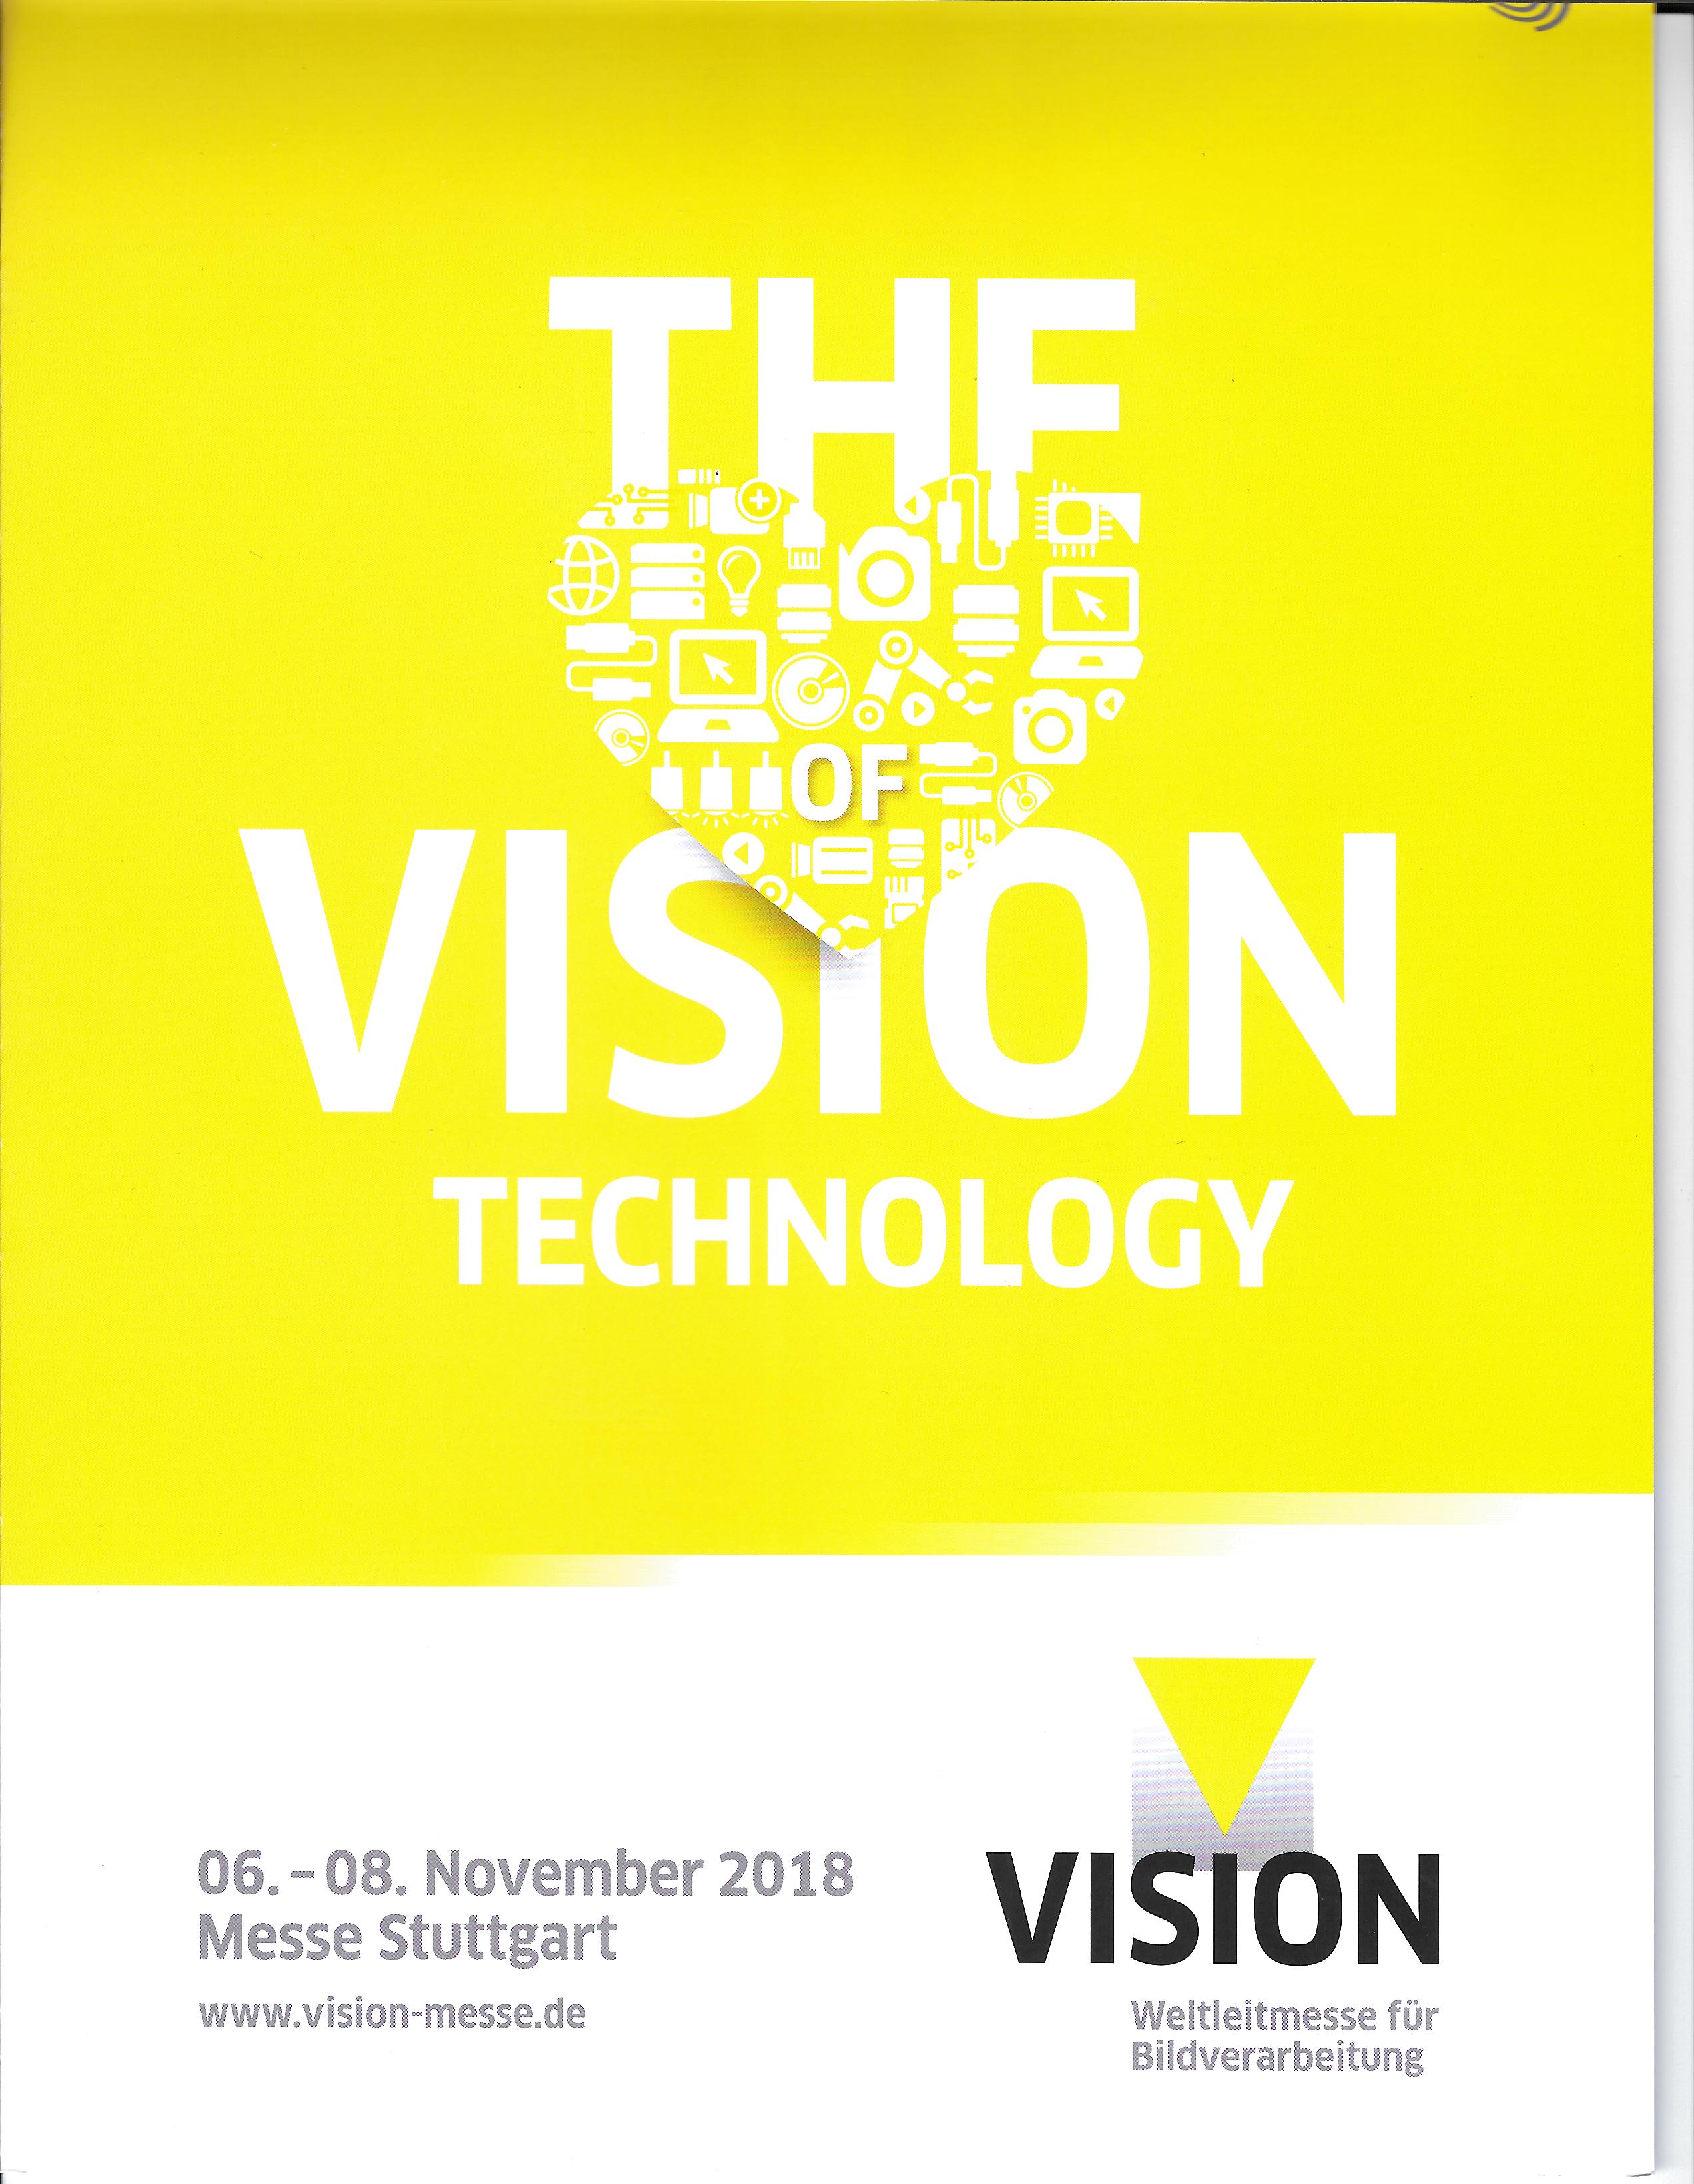 THE
OF
VISION
TECHNOLOGY
06. – 08. November 2018
Messe Stuttgart
www.vision-messe.de
VISION
Weltleitmesse für
Bildverarbeitung